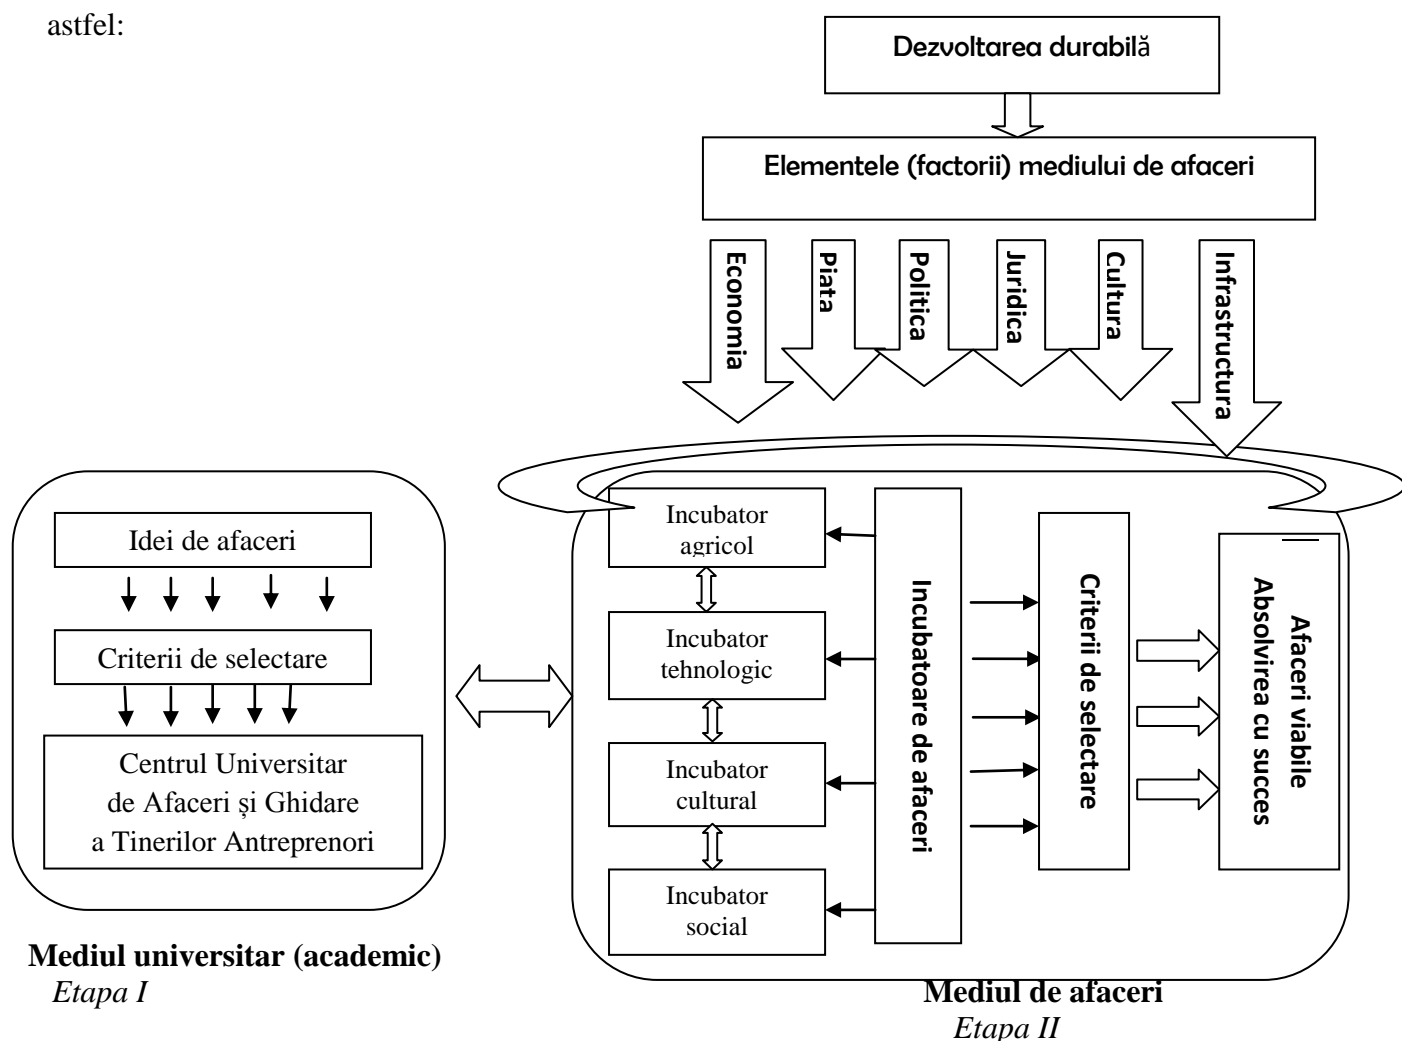 astfel:
Dezvoltarea durabilă
Elementele (factorii) mediului de afaceri
Economia
Piata
Politica
Juridica
Cultura
Infrastructura
Idei de afaceri
Criterii de selectare
Centrul Universitar
de Afaceri și Ghidare
a Tinerilor Antreprenori
Mediul universitar (academic)
Etapa I
Incubator
agricol
Incubator
tehnologic
Incubator
cultural
Incubator
social
Incubatoare de afaceri
Criterii de selectare
Afaceri viabile
Absolvirea cu succes
Mediul de afaceri
Etapa II